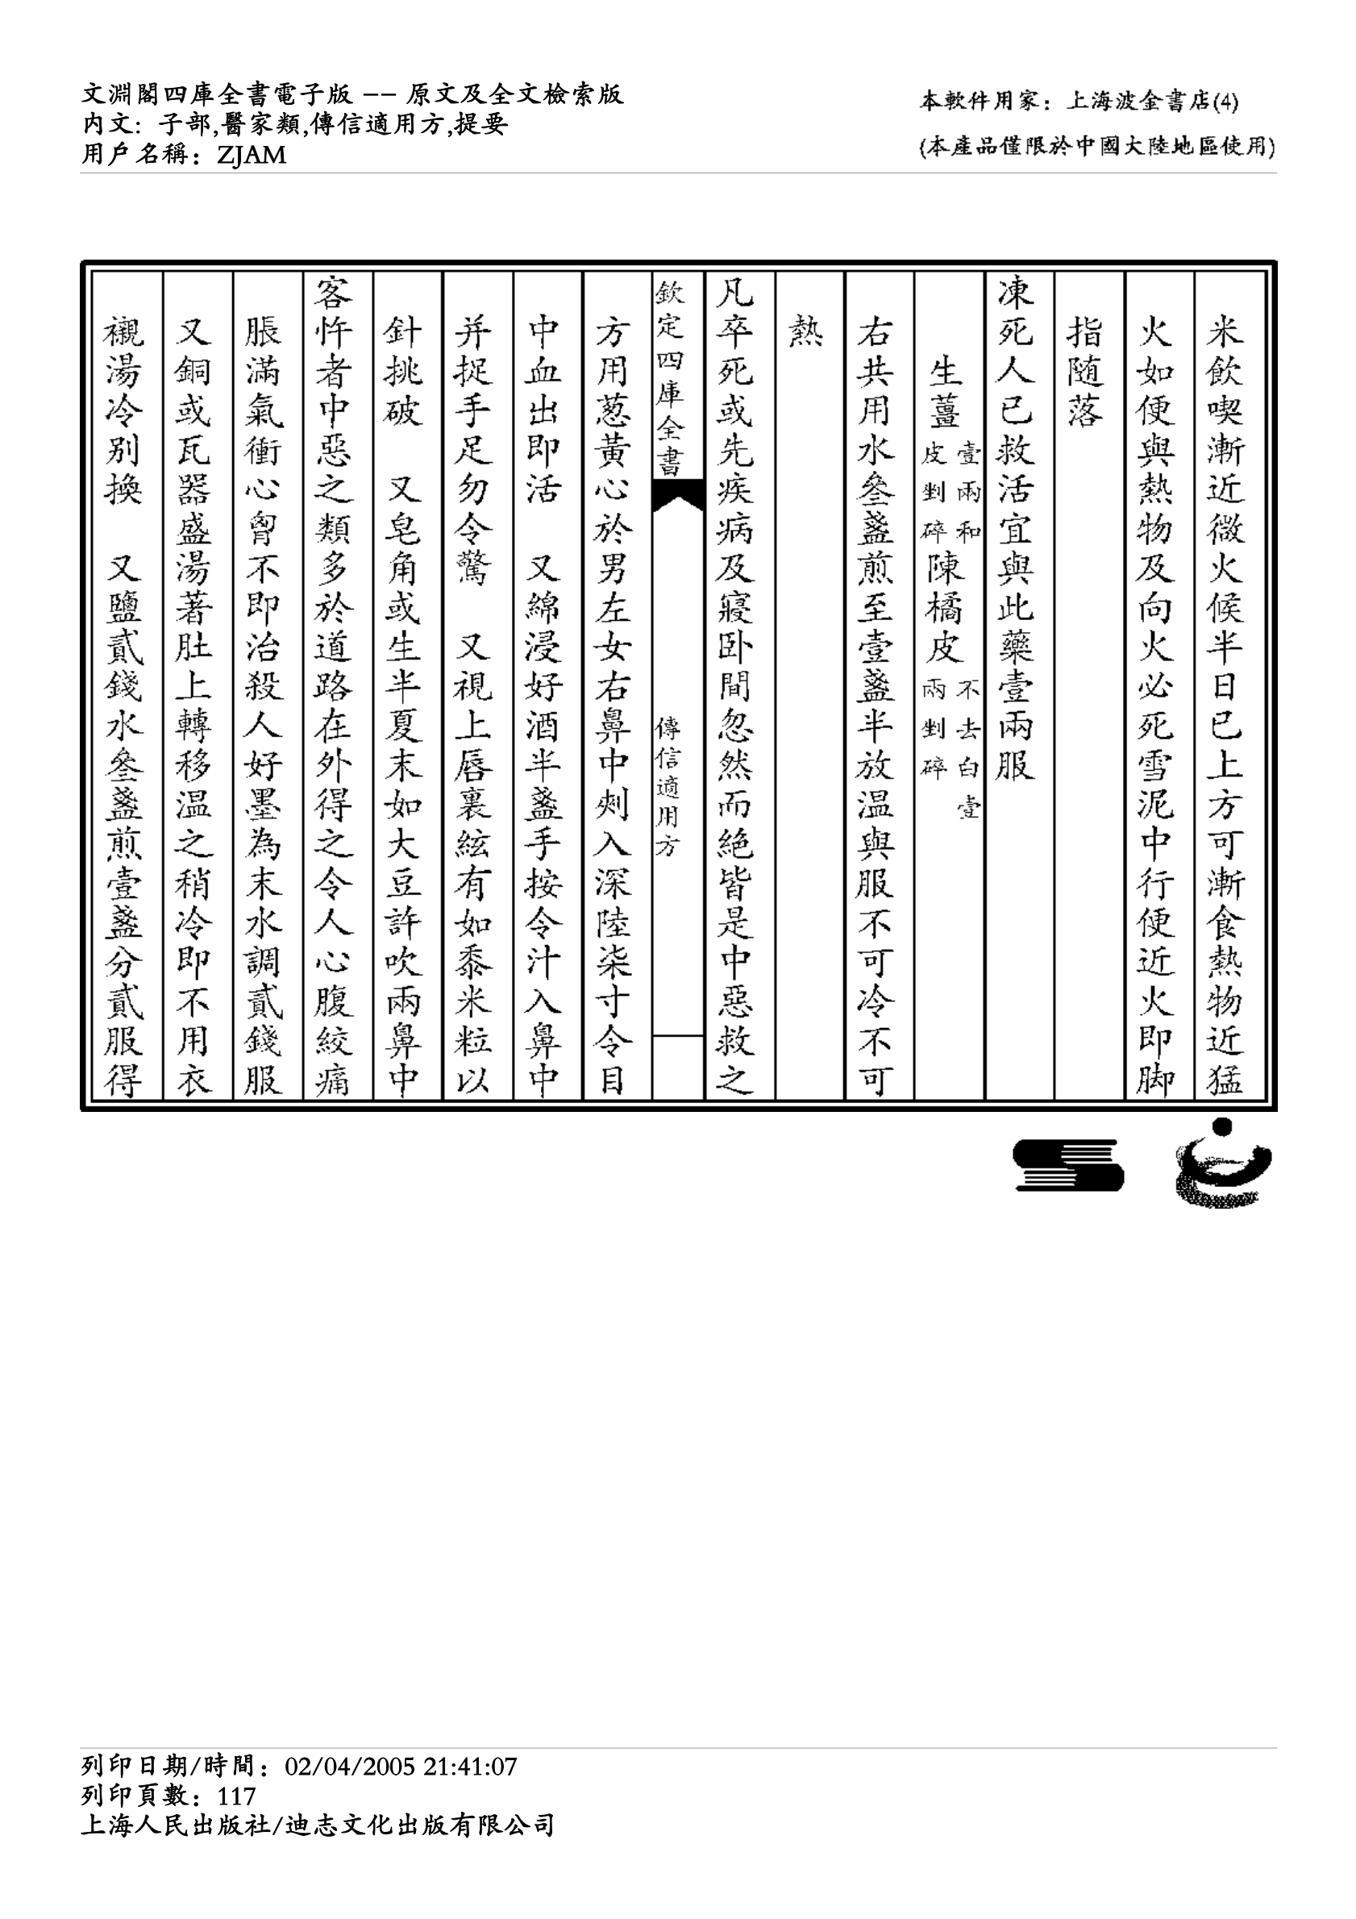 文淵閣四庫全書電子版 -- 原文及全文檢索版
內文: 子部,醫家類,傳信適用方,提要
用戶名稱: ZJAM
本軟件用家: 上海波金書店(4)
(本產品僅限於中國大陸地區使用)
米飲喫漸近微火候半日已上方可漸食熱物近猛
火如便與熱物及向火必死雪泥中行便近火即脚
指随落
凍死人已救活宜與此藥壹兩服
生薑壹兩和皮剉碎陳橘皮不去白壹兩剉碎
右共用水叄盞煎至壹盞半放温與服不可冷不可
熱
凡卒死或先疾病及寢卧間忽然而絕皆是中惡救之
欽定四庫全書
傳信適用方
方用葱黃心於男左女右鼻中剜入深陸柒寸令目
中血出即活　又綿浸好酒半盞手按令汁入鼻中
并捉手足勿令驚　又視上唇裏絃有如黍米粒以
針挑破　又皂角或生半夏末如大豆許吹兩鼻中
客忤者中惡之類多於道路在外得之令人心腹絞痛
脹滿氣衝心胷不即治殺人好墨為末水調貳錢服
又銅或瓦器盛湯著肚上轉移温之稍冷即不用衣
襯湯冷别換　又鹽貳錢水叄盞煎壹盞分貳服得
列印日期/時間: 02/04/2005 21:41:07
列印頁數: 117
上海人民出版社/迪志文化出版有限公司